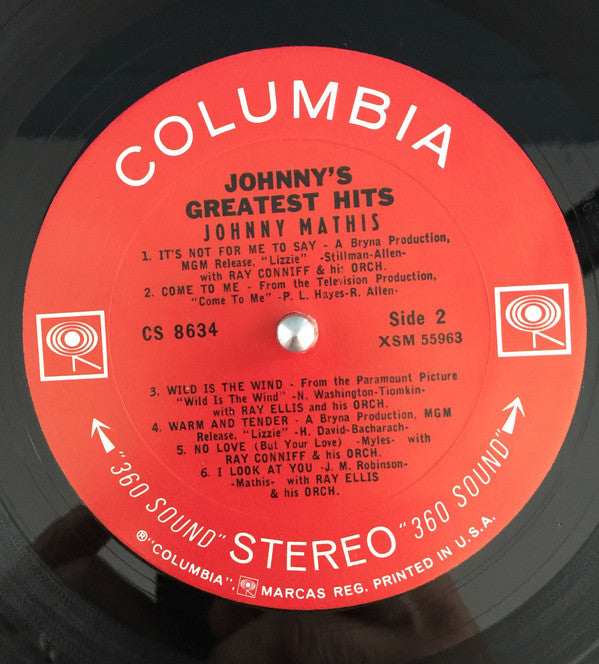 COLUMBIA
JOHNNY'S
GREATEST HITS
JOHNNY MATHIS
1. IT'S NOT FOR ME TO SAY - A Bryna Production,
MGM Release, "Lizzie" -Stillman-Allen-
with RAY CONNIFF & his ORCH.
2. COME TO ME - From the Television Production,
"Come To Me" -P. L. Hayes-R. Allen-
CS 8634
Side 2
XSM 55963
3. WILD IS THE WIND - From the Paramount Picture
"Wild Is The Wind" -N. Washington-Tiomkin-
with RAY ELLIS and his ORCH.
4. WARM AND TENDER - A Bryna Production, MGM
Release, "Lizzie" -H. David-Bacharach-
5. NO LOVE (But Your Love) -Myles- with
RAY CONNIFF & his ORCH.
6. I LOOK AT YOU -J. M. Robinson-
-Mathis- with RAY ELLIS
& his ORCH.
"360 SOUND" STEREO "360 SOUND"
℗"COLUMBIA", MARCAS REG. PRINTED IN U.S.A.